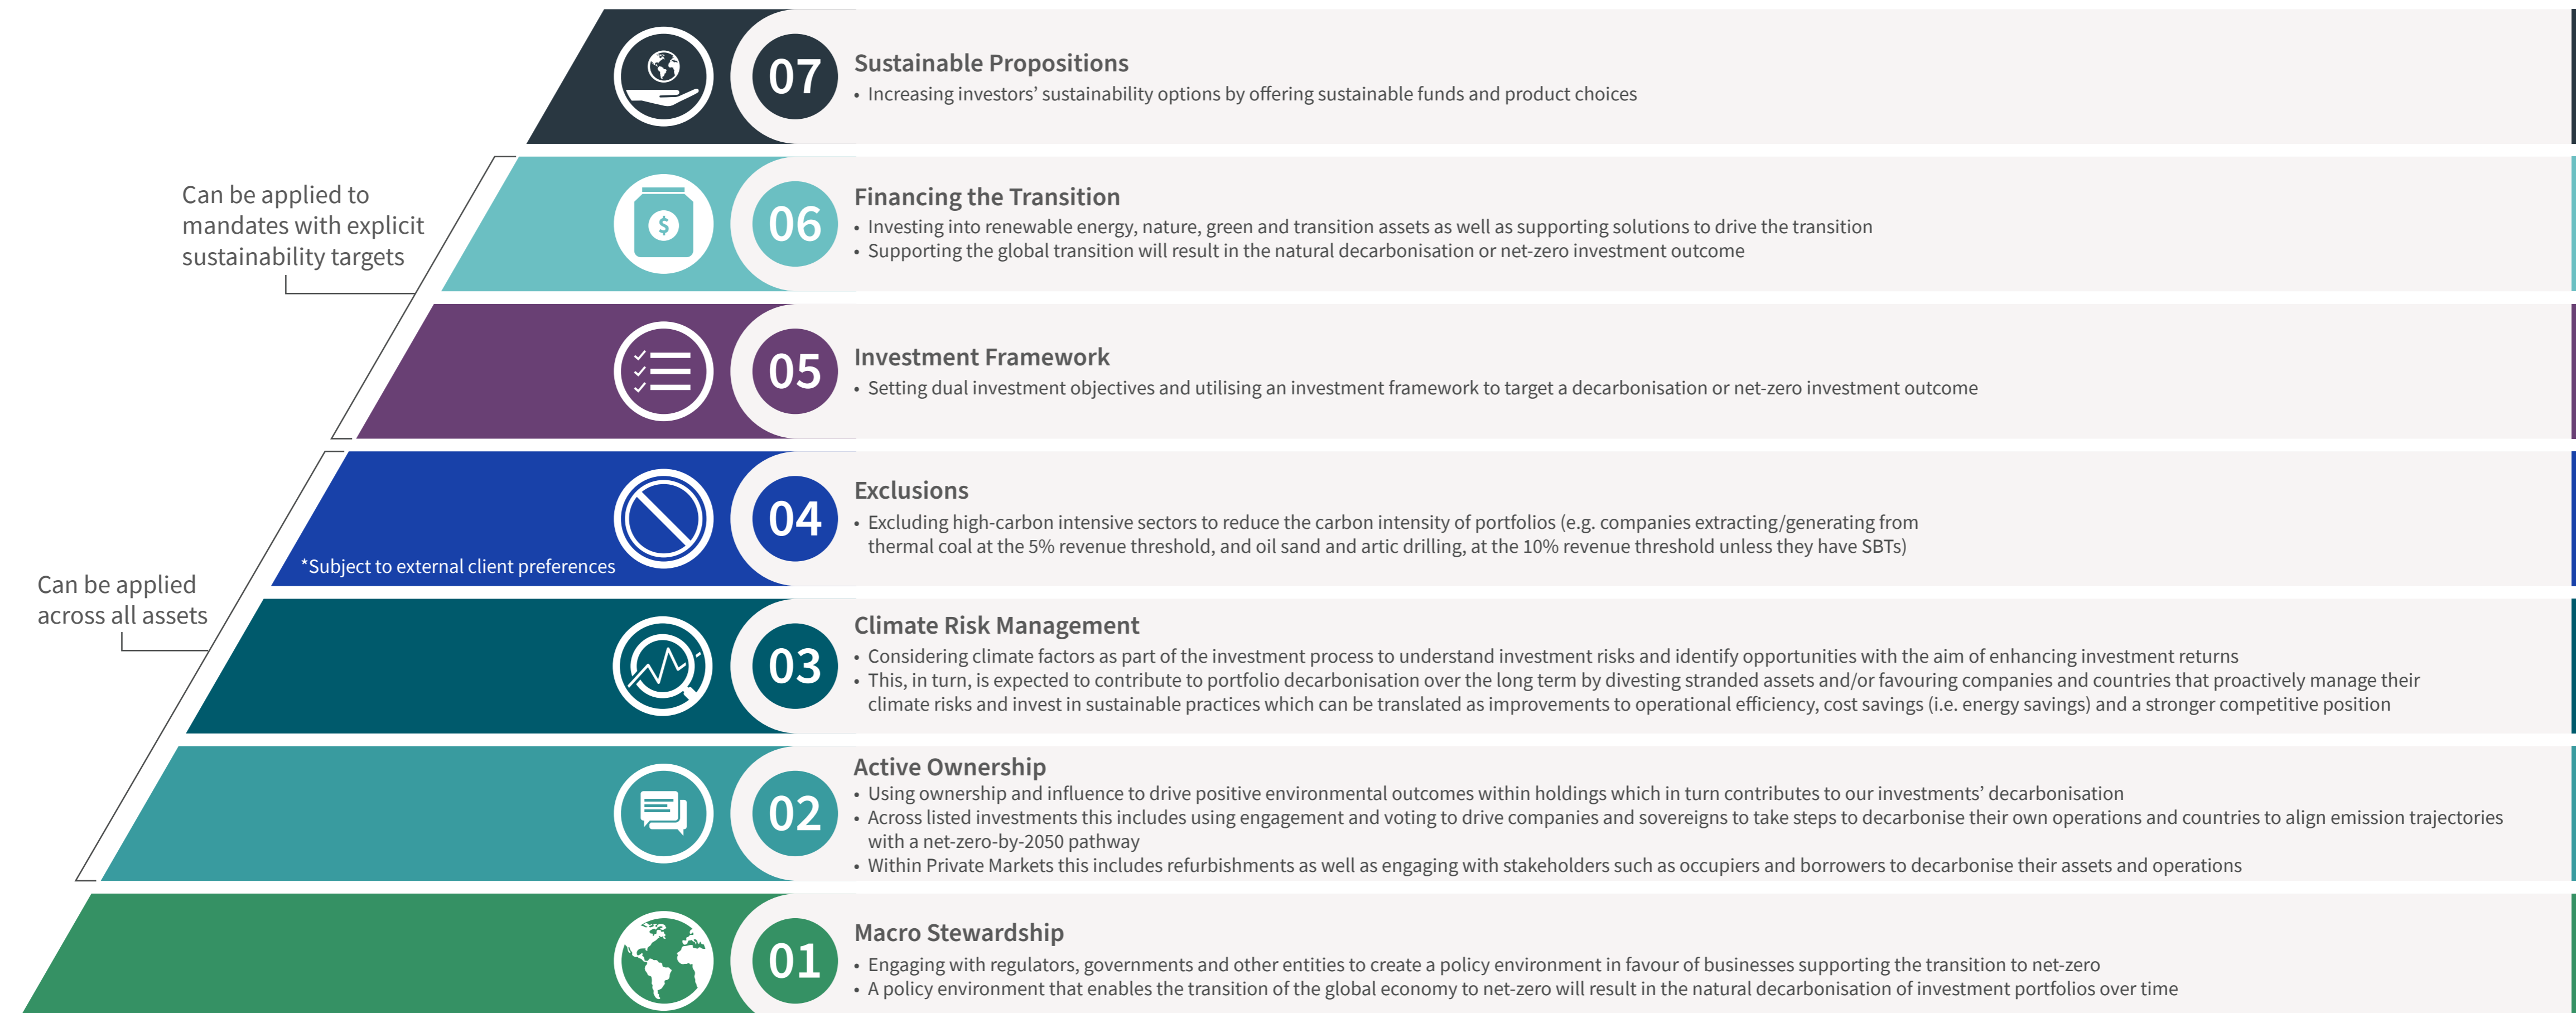 07
Sustainable Propositions
• Increasing investors’ sustainability options by offering sustainable funds and product choices
Can be applied to
mandates with explicit
sustainability targets
06
Financing the Transition
• Investing into renewable energy, nature, green and transition assets as well as supporting solutions to drive the transition
• Supporting the global transition will result in the natural decarbonisation or net-zero investment outcome
$
05
Investment Framework
• Setting dual investment objectives and utilising an investment framework to target a decarbonisation or net-zero investment outcome
04
Exclusions
• Excluding high-carbon intensive sectors to reduce the carbon intensity of portfolios (e.g. companies extracting/generating from
thermal coal at the 5% revenue threshold, and oil sand and artic drilling, at the 10% revenue threshold unless they have SBTs)
*Subject to external client preferences
Can be applied
across all assets
03
Climate Risk Management
• Considering climate factors as part of the investment process to understand investment risks and identify opportunities with the aim of enhancing investment returns
• This, in turn, is expected to contribute to portfolio decarbonisation over the long term by divesting stranded assets and/or favouring companies and countries that proactively manage their
climate risks and invest in sustainable practices which can be translated as improvements to operational efficiency, cost savings (i.e. energy savings) and a stronger competitive position
02
Active Ownership
• Using ownership and influence to drive positive environmental outcomes within holdings which in turn contributes to our investments’ decarbonisation
• Across listed investments this includes using engagement and voting to drive companies and sovereigns to take steps to decarbonise their own operations and countries to align emission trajectories
with a net-zero-by-2050 pathway
• Within Private Markets this includes refurbishments as well as engaging with stakeholders such as occupiers and borrowers to decarbonise their assets and operations
01
Macro Stewardship
• Engaging with regulators, governments and other entities to create a policy environment in favour of businesses supporting the transition to net-zero
• A policy environment that enables the transition of the global economy to net-zero will result in the natural decarbonisation of investment portfolios over time